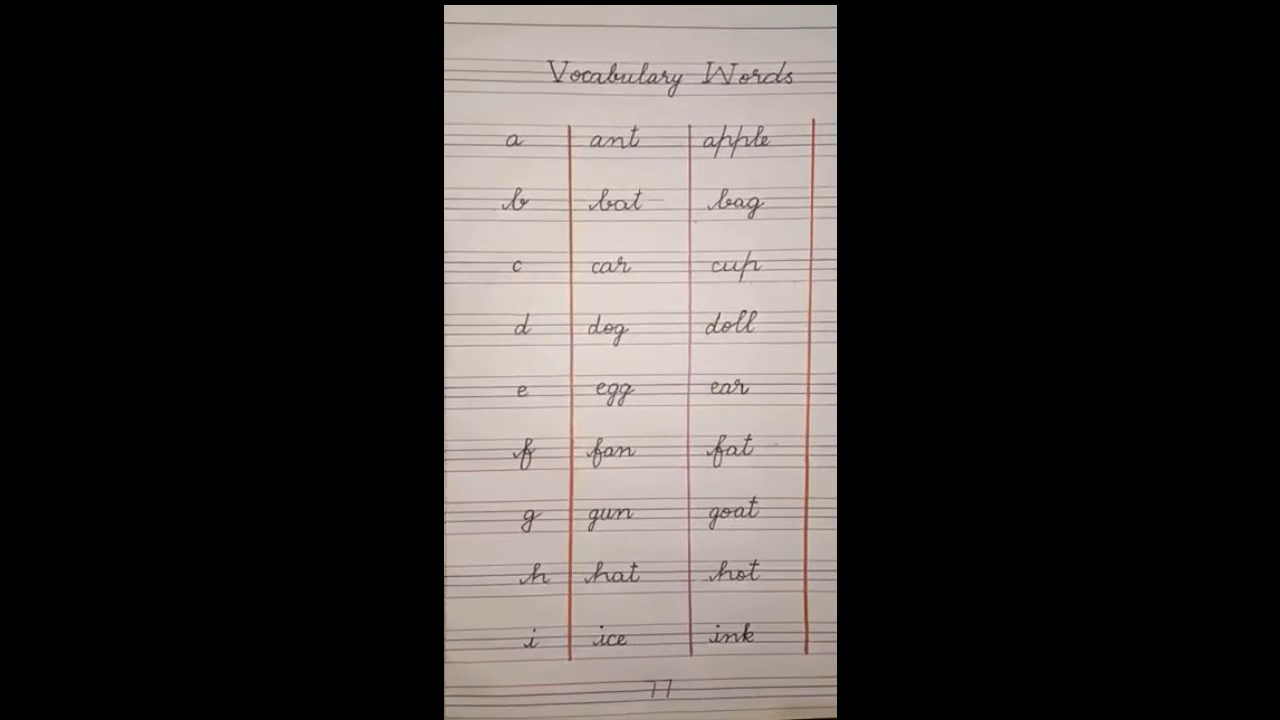 Vocabulary Words
a ant apple
b bat bag
c car cup
d dog doll
e egg ear
f fan fat
g gun goat
h hat hot
i ice ink
77